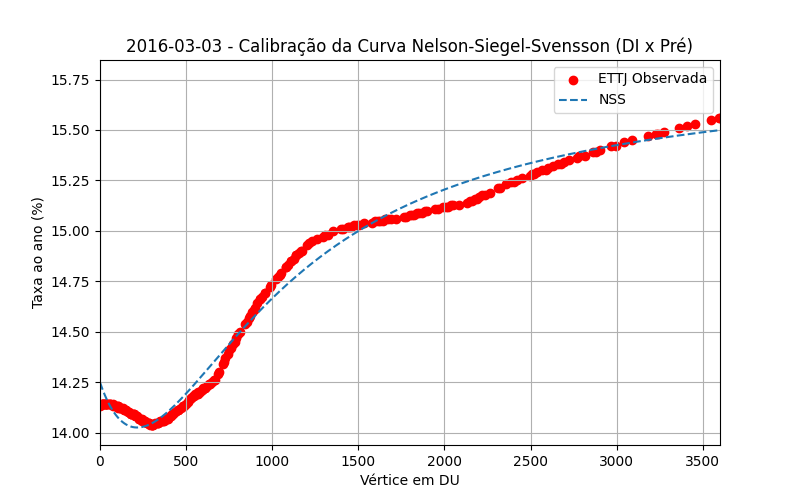 2016-03-03 - Calibração da Curva Nelson-Siegel-Svensson (DI x Pré)
ETTJ Observada
NSS
Taxa ao ano (%)
15.75
15.50
15.25
15.00
14.75
14.50
14.25
14.00
0 500 1000 1500 2000 2500 3000 3500
Vértice em DU